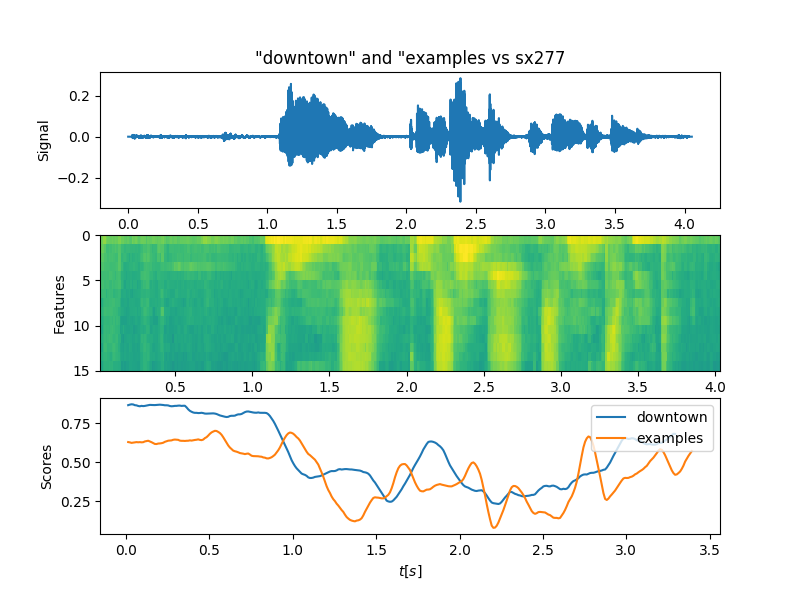 "downtown" and "examples vs sx277
Signal
0.2
0.0
−0.2
0.0 0.5 1.0 1.5 2.0 2.5 3.0 3.5 4.0
Features
0
5
10
15
0.5 1.0 1.5 2.0 2.5 3.0 3.5 4.0
Scores
0.75
0.50
0.25
downtown
examples
0.0 0.5 1.0 1.5 2.0 2.5 3.0 3.5
t[s]